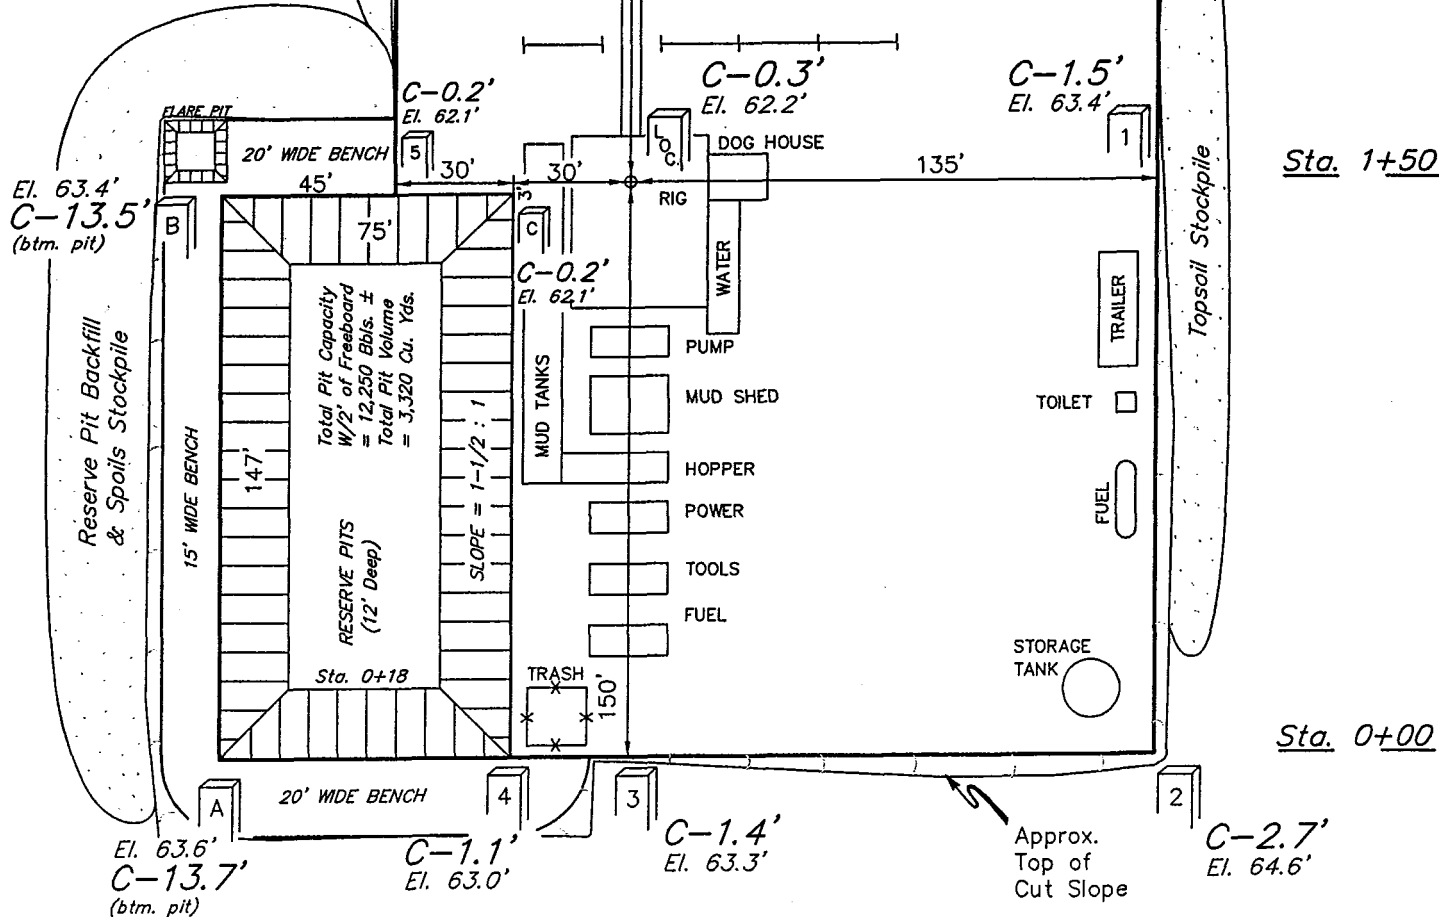 C-0.2'
El. 62.1'
C-0.3'
El. 62.2'
C-1.5'
El. 63.4'
FLARE PIT
20' WIDE BENCH
5
LOC.
DOG HOUSE
1
Sta. 1+50
45'
30'
30'
135'
El. 63.4'
C-13.5'
(btm. pit)
B
75'
3'
C
RIG
C-0.2'
El. 62.1'
WATER
TRAILER
Topsoil Stockpile
Reserve Pit Backfill
& Spoils Stockpile
15' WIDE BENCH
147'
Total Pit Capacity
W/2' of Freeboard
= 12,250 Bbls. ±
Total Pit Volume
= 3,320 Cu. Yds.
RESERVE PITS
(12' Deep)
SLOPE = 1-1/2 : 1
MUD TANKS
PUMP
MUD SHED
TOILET
HOPPER
POWER
FUEL
TOOLS
FUEL
STORAGE
TANK
Sta. 0+18
TRASH
150'
Sta. 0+00
A
20' WIDE BENCH
4
3
2
El. 63.6'
C-13.7'
(btm. pit)
C-1.1'
El. 63.0'
C-1.4'
El. 63.3'
Approx.
Top of
Cut Slope
C-2.7'
El. 64.6'